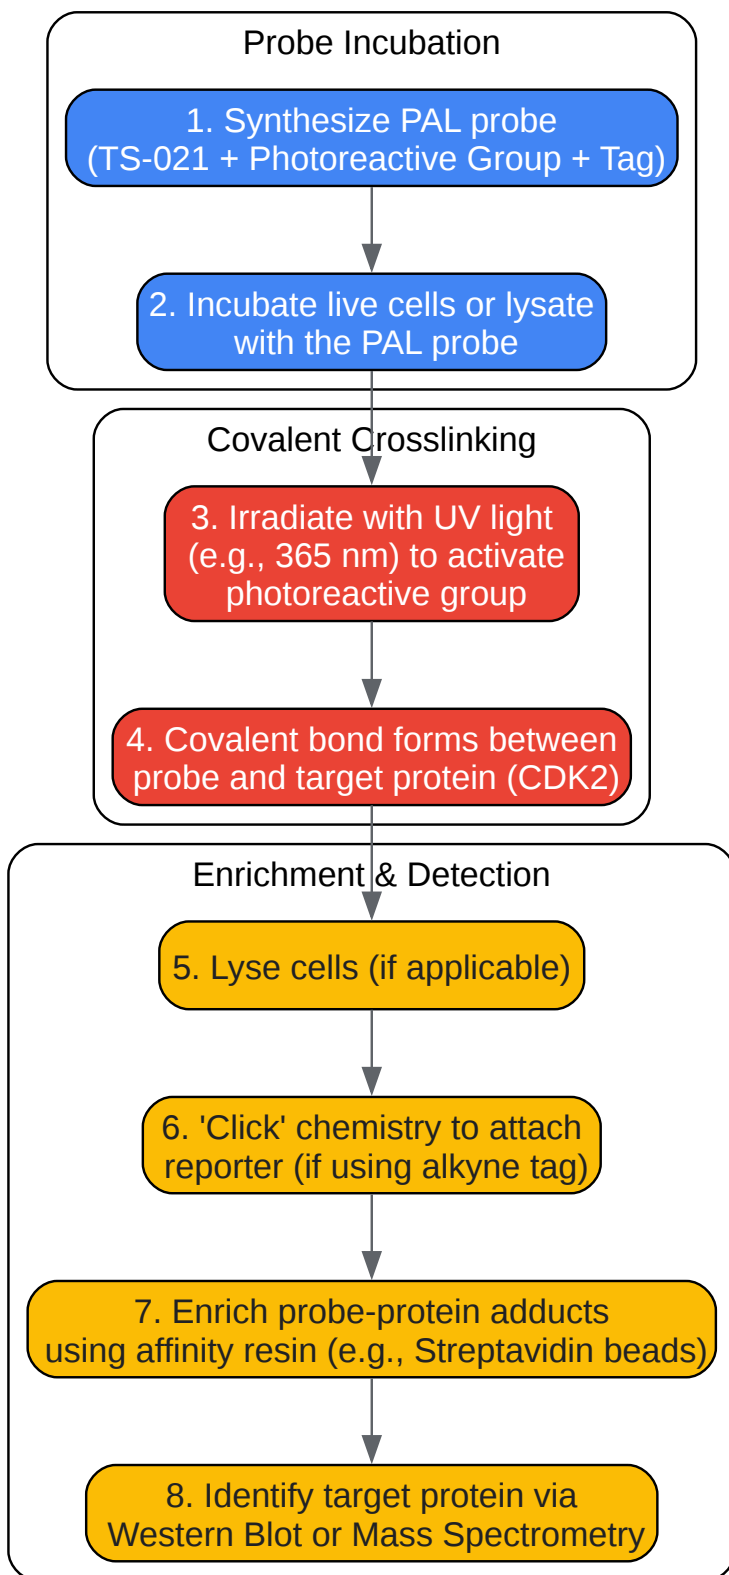 Probe Incubation
1. Synthesize PAL probe
(TS-021 + Photoreactive Group + Tag)
2. Incubate live cells or lysate
with the PAL probe
Covalent Crosslinking
3. Irradiate with UV light
(e.g., 365 nm) to activate
photoreactive group
4. Covalent bond forms between
probe and target protein (CDK2)
Enrichment & Detection
5. Lyse cells (if applicable)
6. 'Click' chemistry to attach
reporter (if using alkyne tag)
7. Enrich probe-protein adducts
using affinity resin (e.g., Streptavidin beads)
8. Identify target protein via
Western Blot or Mass Spectrometry